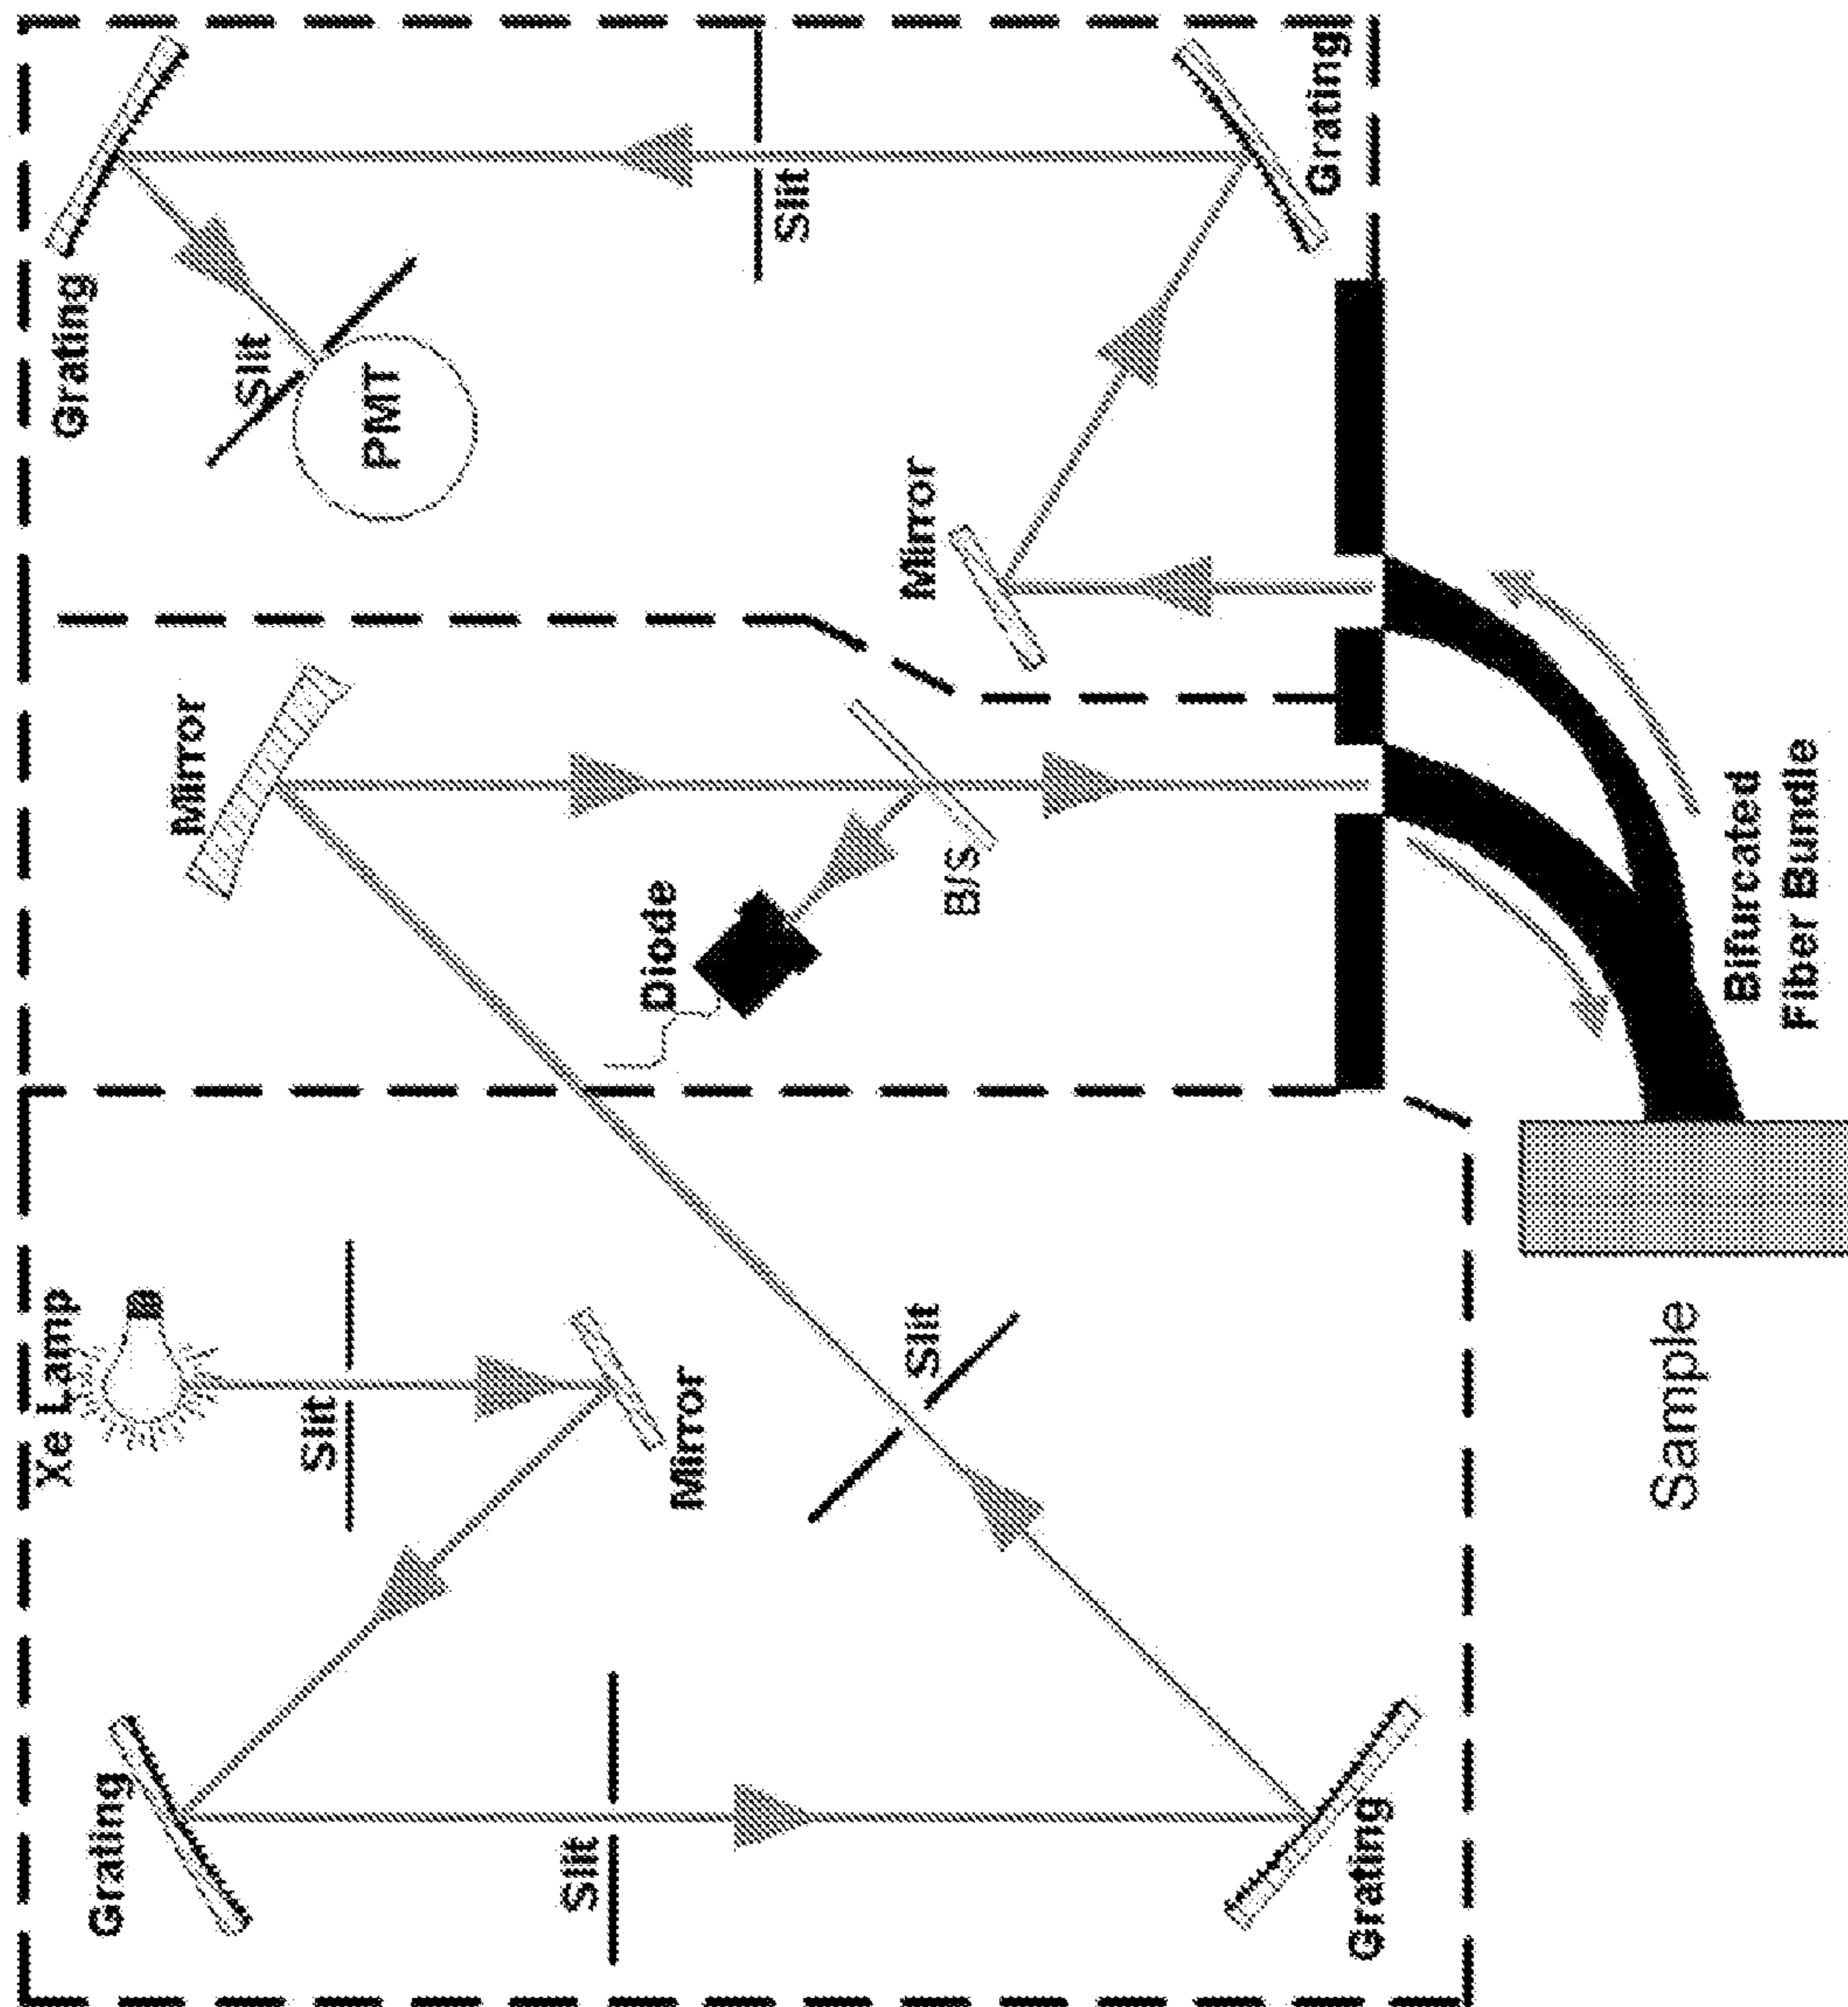 Xe Lamp
Slit
Mirror
Grating
Slit
Grating
Slit
Mirror
Diode
B/S
Bifurcated
Fiber Bundle
Sample
Mirror
Grating
Slit
Grating
Slit
PMT